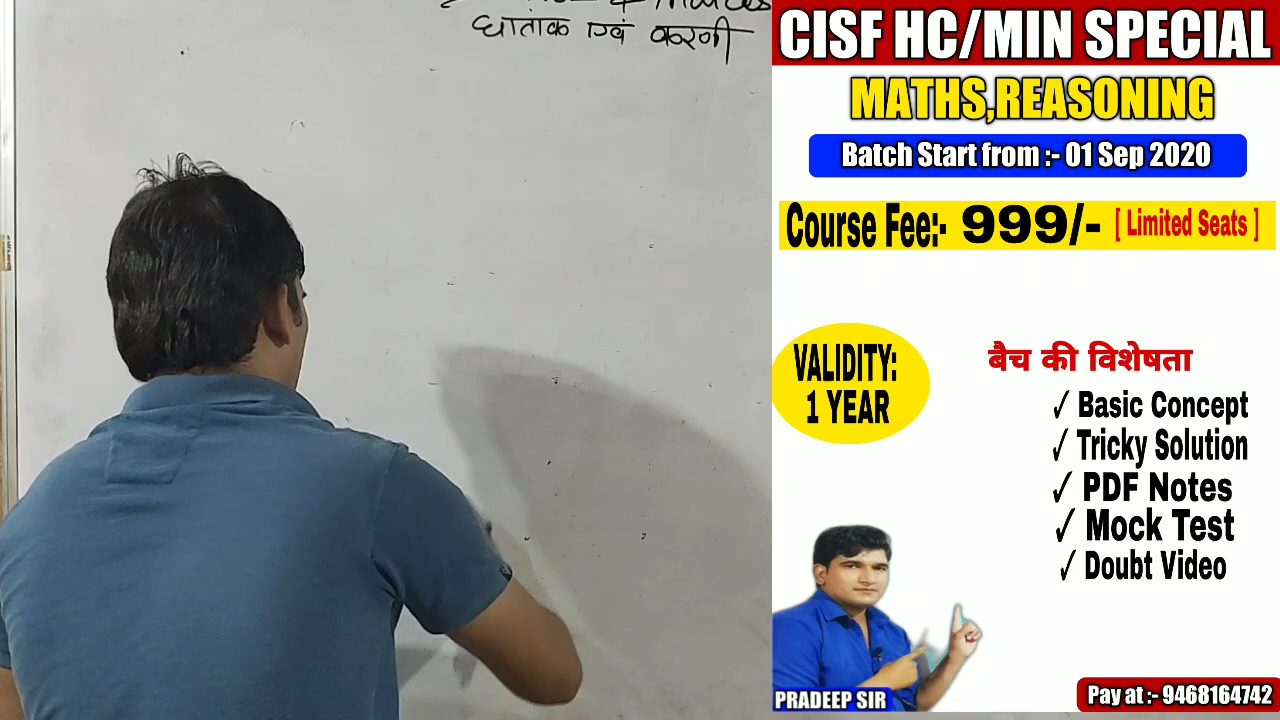 घातांक एवं करणी
CISF HC/MIN SPECIAL
MATHS,REASONING
Batch Start from :- 01 Sep 2020
Course Fee:- 999/- [ Limited Seats ]
VALIDITY:
1 YEAR
बैच की विशेषता
✓ Basic Concept
✓ Tricky Solution
✓ PDF Notes
✓ Mock Test
✓ Doubt Video
PRADEEP SIR
Pay at :- 9468164742